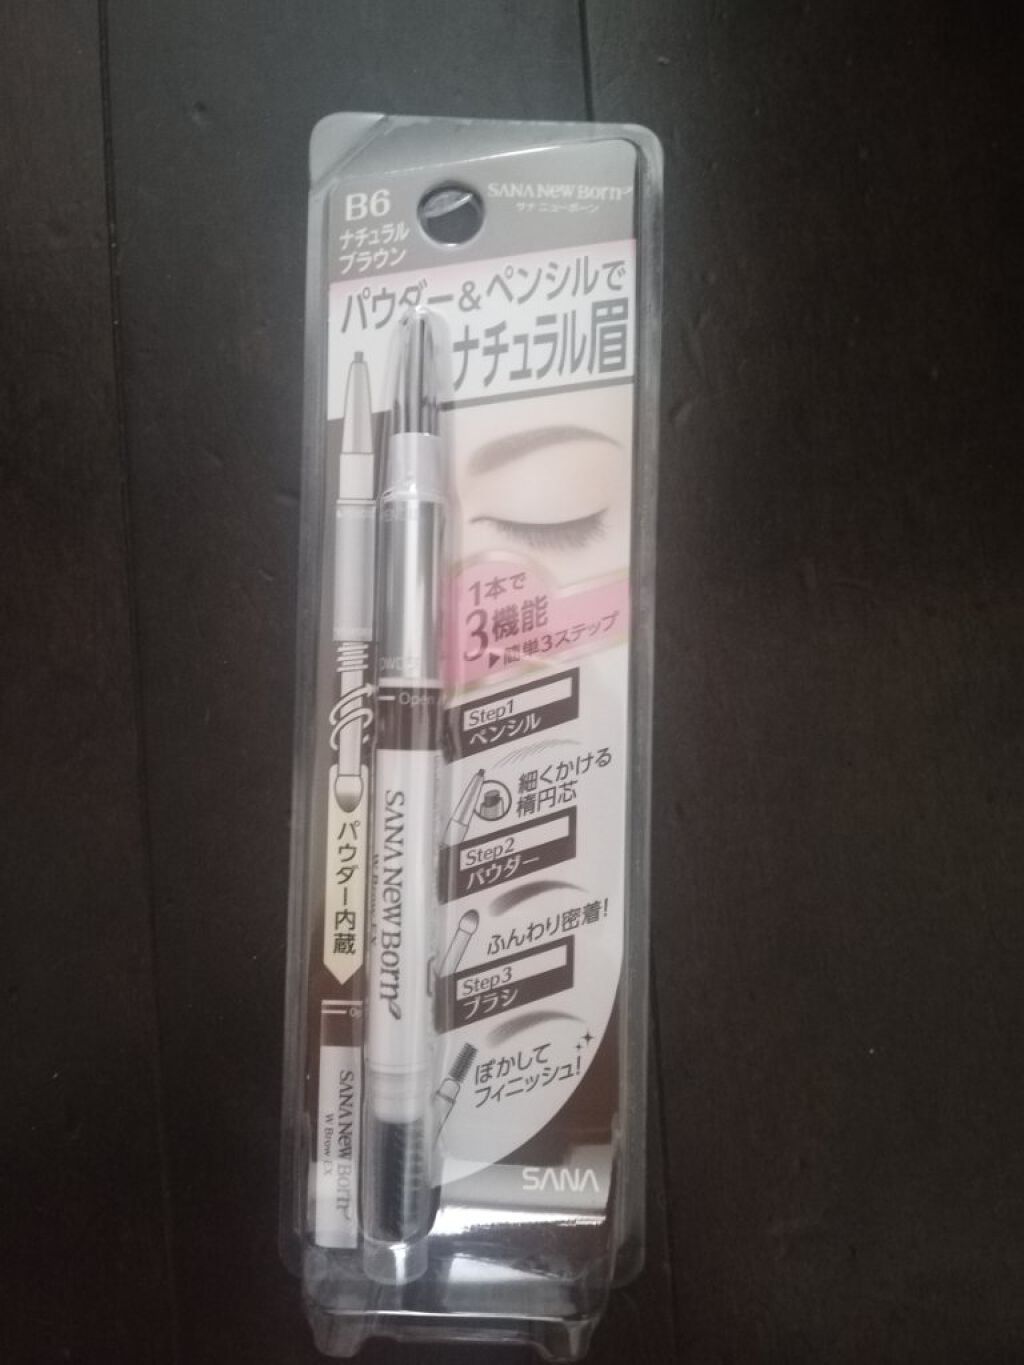 B6
ナチュラル
ブラウン
SANA New Born
サナ ニューボーン
パウダー&ペンシルで
ナチュラル眉
1本で
3機能
▶簡単3ステップ
Open
Step1
ペンシル
細くかける
楕円芯
Step2
パウダー
ふんわり密着!
Step3
ブラシ
ぼかして
フィニッシュ!
パウダー内蔵
SANA New Born
SANA New Born
W Brow EX
SANA